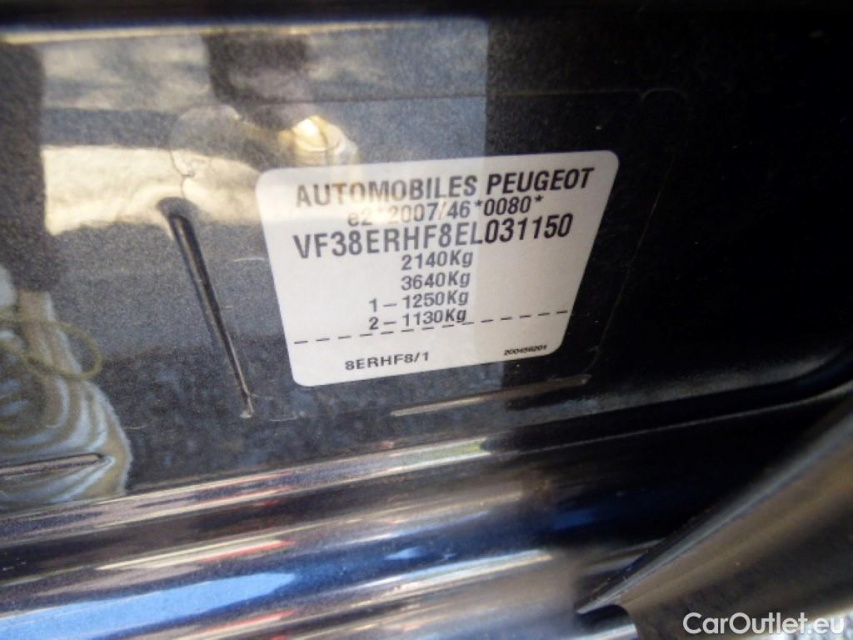 AUTOMOBILES PEUGEOT
e2*2007/46*0080*
VF38ERHF8EL031150
2140Kg
3640Kg
1-1250Kg
2-1130Kg
8ERHF8/1
CarOutlet.eu